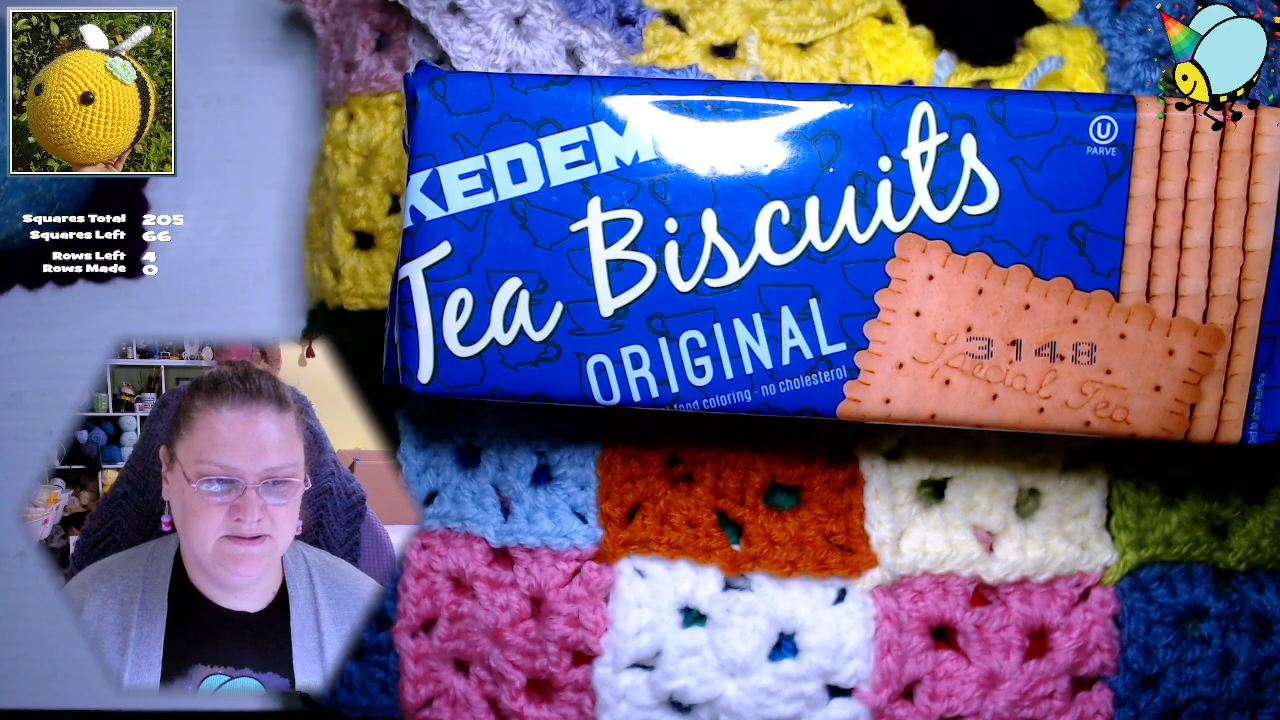 Squares Total 205
Squares Left 66
Rows Left 4
Rows Made 0
KEDEM
Tea Biscuits
ORIGINAL
food coloring - no cholesterol
U
PARVE
3148
Special Tea